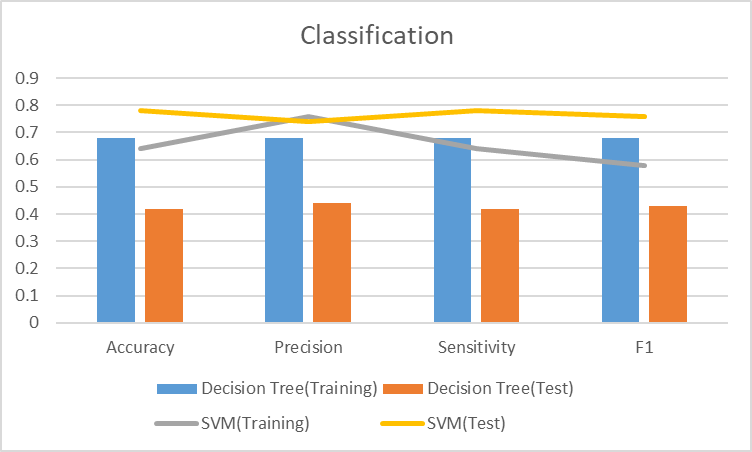 Classification
0.9
0.8
0.7
0.6
0.5
0.4
0.3
0.2
0.1
0
Accuracy Precision Sensitivity F1
Decision Tree(Training) Decision Tree(Test)
SVM(Training) SVM(Test)